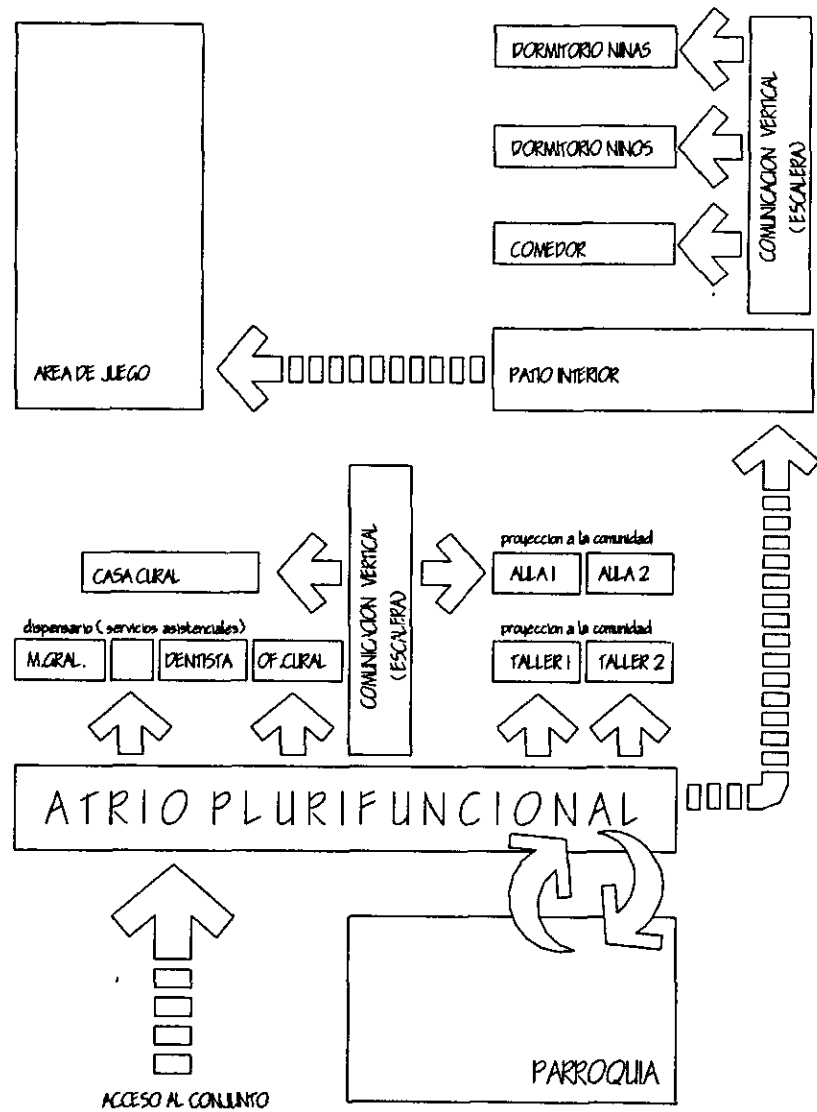 DORMITORIO NINAS
DORMITORIO NINOS
COMEDOR
COMUNICACION VERTICAL
(ESCALERA)
AREA DE JUEGO
PATIO INTERIOR
CASA CURAL
COMUNICACION VERTICAL
(ESCALERA)
proyeccion a la comunidad
AULA 1
AULA 2
dispensario ( servicios asistenciales)
M.GRAL.
DENTISTA
OF.CURAL
proyeccion a la comunidad
TALLER 1
TALLER 2
ATRIO PLURIFUNCIONAL
PARROQUIA
ACCESO AL CONJUNTO